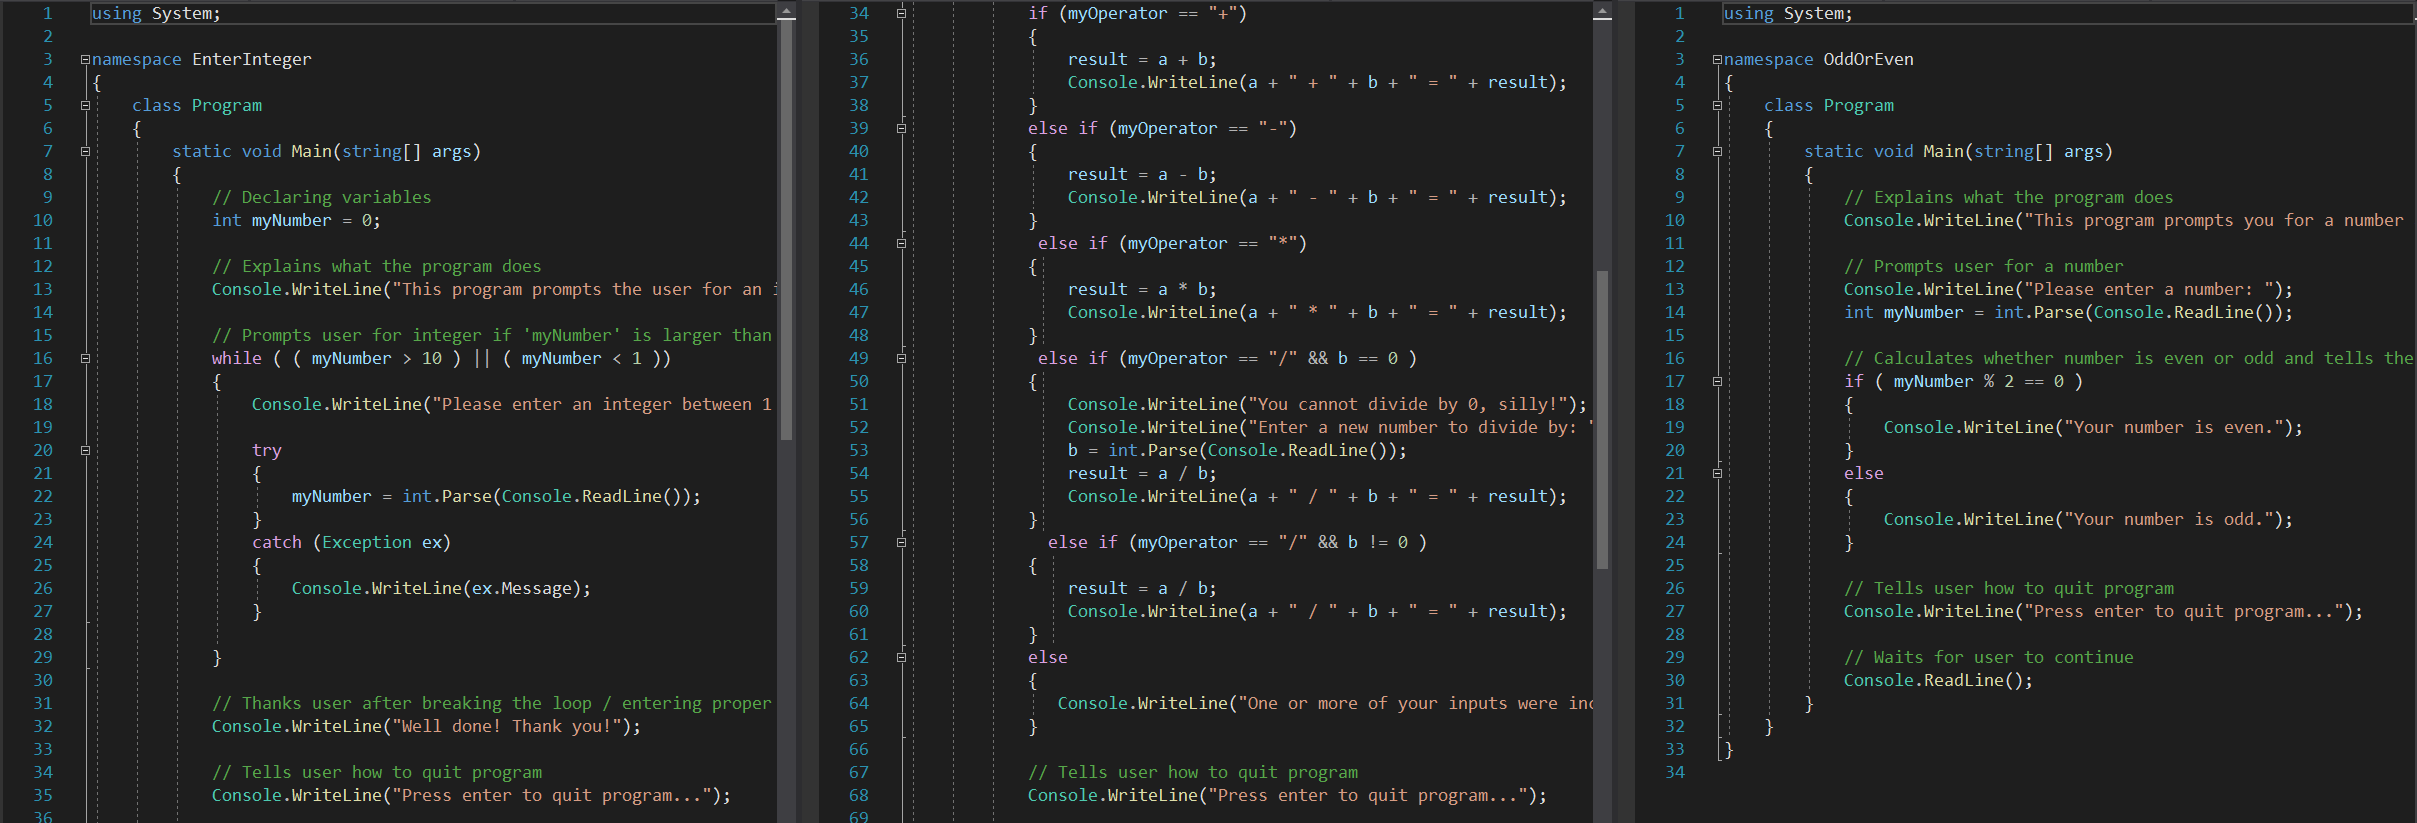 1 using System;
2
3 namespace EnterInteger
4 {
5 class Program
6 {
7 static void Main(string[] args)
8 {
9 // Declaring variables
10 int myNumber = 0;
11
12 // Explains what the program does
13 Console.WriteLine("This program prompts the user for an i
14
15 // Prompts user for integer if 'myNumber' is larger than
16 while ( ( myNumber > 10 ) || ( myNumber < 1 ))
17 {
18 Console.WriteLine("Please enter an integer between 1
19
20 try
21 {
22 myNumber = int.Parse(Console.ReadLine());
23 }
24 catch (Exception ex)
25 {
26 Console.WriteLine(ex.Message);
27 }
28
29 }
30
31 // Thanks user after breaking the loop / entering proper
32 Console.WriteLine("Well done! Thank you!");
33
34 // Tells user how to quit program
35 Console.WriteLine("Press enter to quit program...");
36
34 if (myOperator == "+")
35 {
36 result = a + b;
37 Console.WriteLine(a + " + " + b + " = " + result);
38 }
39 else if (myOperator == "-")
40 {
41 result = a - b;
42 Console.WriteLine(a + " - " + b + " = " + result);
43 }
44 else if (myOperator == "*")
45 {
46 result = a * b;
47 Console.WriteLine(a + " * " + b + " = " + result);
48 }
49 else if (myOperator == "/" && b == 0 )
50 {
51 Console.WriteLine("You cannot divide by 0, silly!");
52 Console.WriteLine("Enter a new number to divide by: "
53 b = int.Parse(Console.ReadLine());
54 result = a / b;
55 Console.WriteLine(a + " / " + b + " = " + result);
56 }
57 else if (myOperator == "/" && b != 0 )
58 {
59 result = a / b;
60 Console.WriteLine(a + " / " + b + " = " + result);
61 }
62 else
63 {
64 Console.WriteLine("One or more of your inputs were inc
65 }
66
67 // Tells user how to quit program
68 Console.WriteLine("Press enter to quit program...");
69
1 using System;
2
3 namespace OddOrEven
4 {
5 class Program
6 {
7 static void Main(string[] args)
8 {
9 // Explains what the program does
10 Console.WriteLine("This program prompts you for a number
11
12 // Prompts user for a number
13 Console.WriteLine("Please enter a number: ");
14 int myNumber = int.Parse(Console.ReadLine());
15
16 // Calculates whether number is even or odd and tells the
17 if ( myNumber % 2 == 0 )
18 {
19 Console.WriteLine("Your number is even.");
20 }
21 else
22 {
23 Console.WriteLine("Your number is odd.");
24 }
25
26 // Tells user how to quit program
27 Console.WriteLine("Press enter to quit program...");
28
29 // Waits for user to continue
30 Console.ReadLine();
31 }
32 }
33 }
34